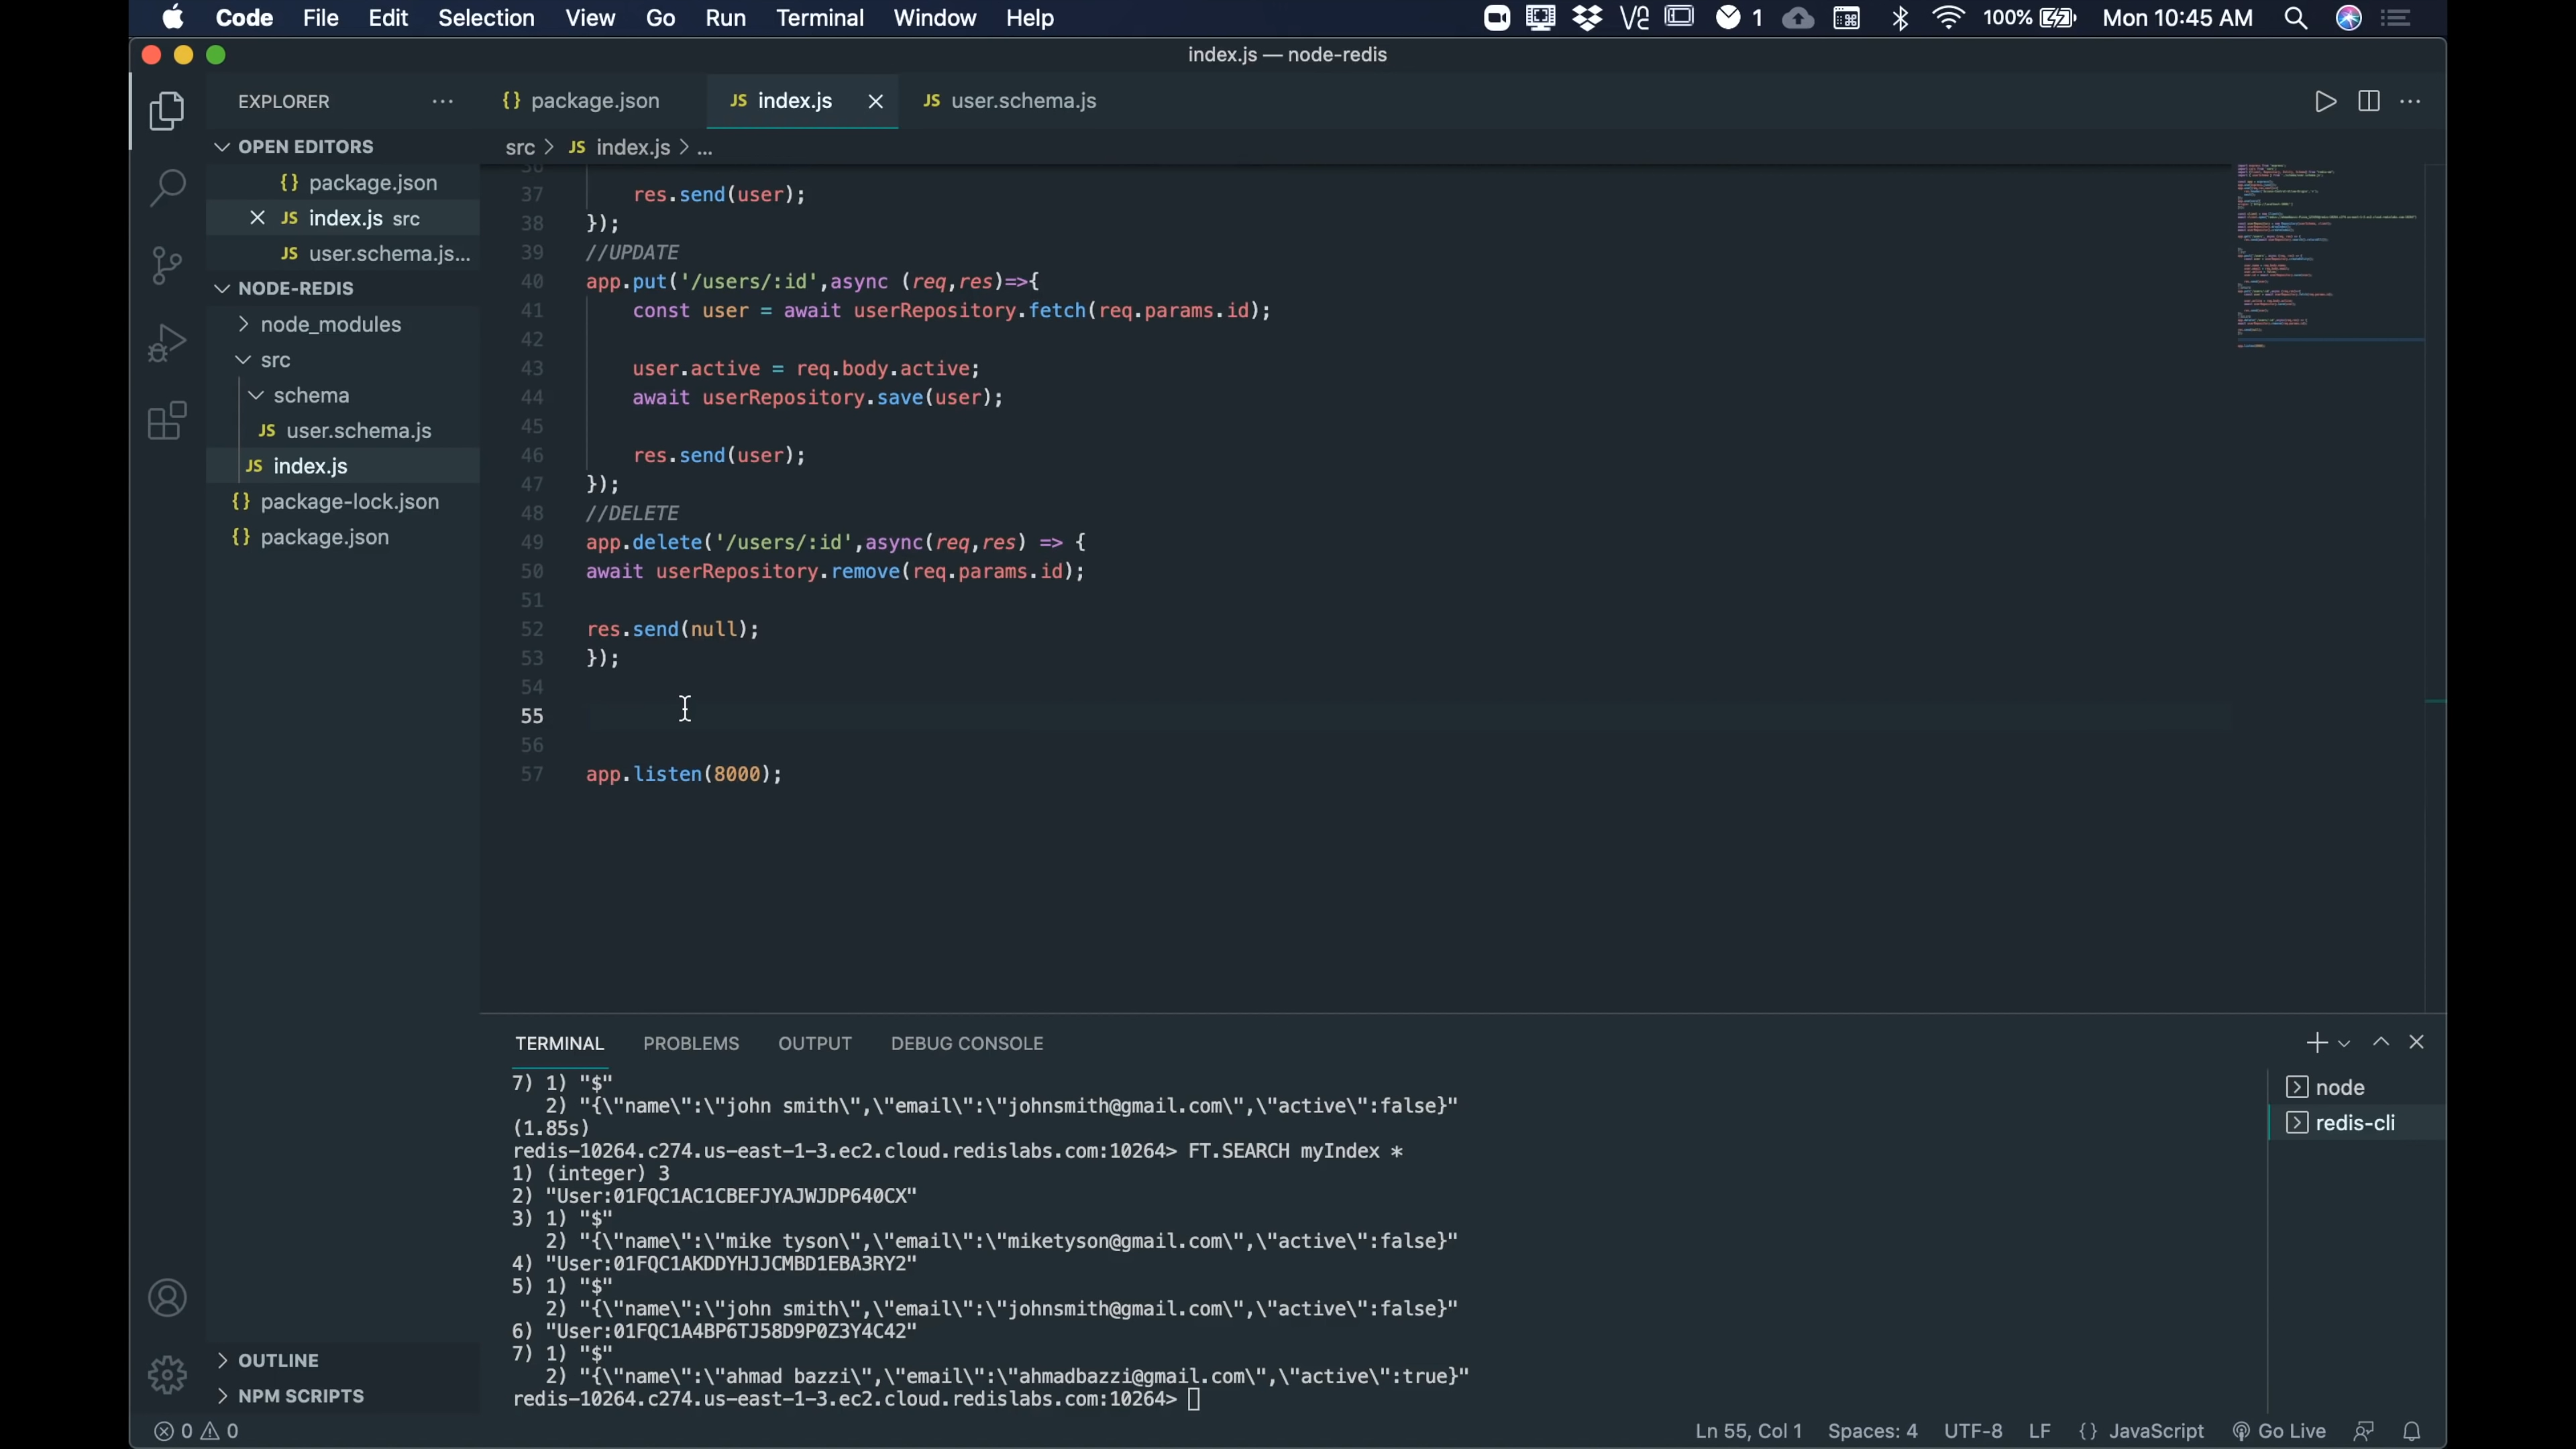 Code File Edit Selection View Go Run Terminal Window Help 1 100% Mon 10:45 AM
index.js — node-redis
EXPLORER ··· {} package.json JS index.js JS user.schema.js ···
OPEN EDITORS src > JS index.js > ...
{} package.json
JS index.js src
JS user.schema.js...
NODE-REDIS
node_modules
src
schema
JS user.schema.js
JS index.js
{} package-lock.json
{} package.json
OUTLINE
NPM SCRIPTS
36
37 res.send(user);
38 });
39 //UPDATE
40 app.put('/users/:id',async (req,res)=>{
41 const user = await userRepository.fetch(req.params.id);
42
43 user.active = req.body.active;
44 await userRepository.save(user);
45
46 res.send(user);
47 });
48 //DELETE
49 app.delete('/users/:id',async(req,res) => {
50 await userRepository.remove(req.params.id);
51
52 res.send(null);
53 });
54
55
56
57 app.listen(8000);
TERMINAL PROBLEMS OUTPUT DEBUG CONSOLE
7) 1) "$"
2) "{\"name\":\"john smith\",\"email\":\"johnsmith@gmail.com\",\"active\":false}"
(1.85s)
redis-10264.c274.us-east-1-3.ec2.cloud.redislabs.com:10264> FT.SEARCH myIndex *
1) (integer) 3
2) "User:01FQC1AC1CBEFJYAJWJDP640CX"
3) 1) "$"
2) "{\"name\":\"mike tyson\",\"email\":\"miketyson@gmail.com\",\"active\":false}"
4) "User:01FQC1AKDDYHJJCMBD1EBA3RY2"
5) 1) "$"
2) "{\"name\":\"john smith\",\"email\":\"johnsmith@gmail.com\",\"active\":false}"
6) "User:01FQC1A4BP6TJ58D9P0Z3Y4C42"
7) 1) "$"
2) "{\"name\":\"ahmad bazzi\",\"email\":\"ahmadbazzi@gmail.com\",\"active\":true}"
redis-10264.c274.us-east-1-3.ec2.cloud.redislabs.com:10264>
node
redis-cli
0 0 Ln 55, Col 1 Spaces: 4 UTF-8 LF {} JavaScript Go Live